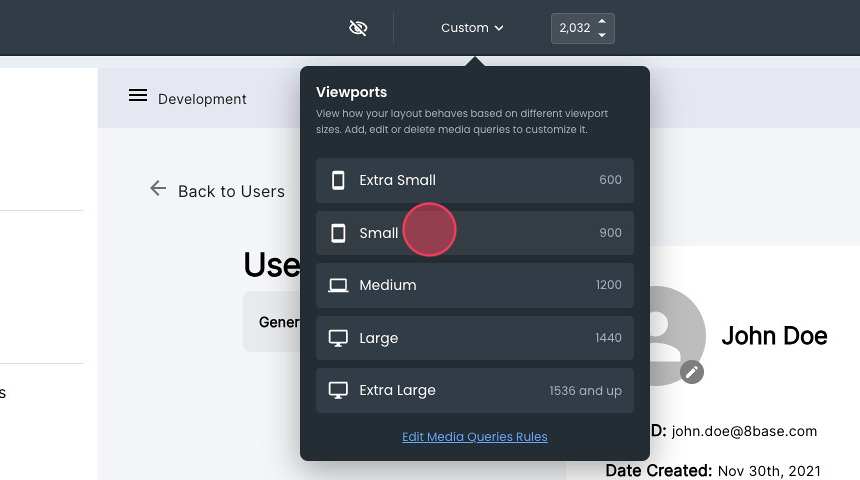 Custom
2,032
Viewports
View how your layout behaves based on different viewport
sizes. Add, edit or delete media queries to customize it.
Development
Extra Small 600
Back to Users
Small 900
Use
Medium 1200
Gener
Large 1440
John Doe
Extra Large 1536 and up
s
Edit Media Queries Rules
D: john.doe@8base.com
Date Created: Nov 30th, 2021